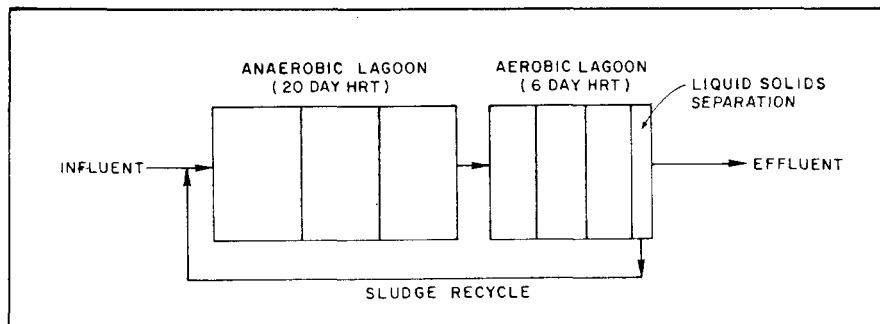 ANAEROBIC LAGOON
(20 DAY HRT)
AEROBIC LAGOON
(6 DAY HRT)
LIQUID SOLIDS
SEPARATION
INFLUENT
EFFLUENT
SLUDGE RECYCLE